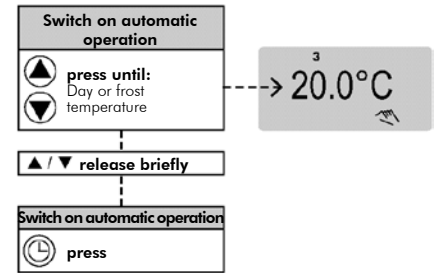 Switch on automatic
operation
press until:
Day or frost
temperature
3
20.0°C
▲ / ▼ release briefly
Switch on automatic operation
press